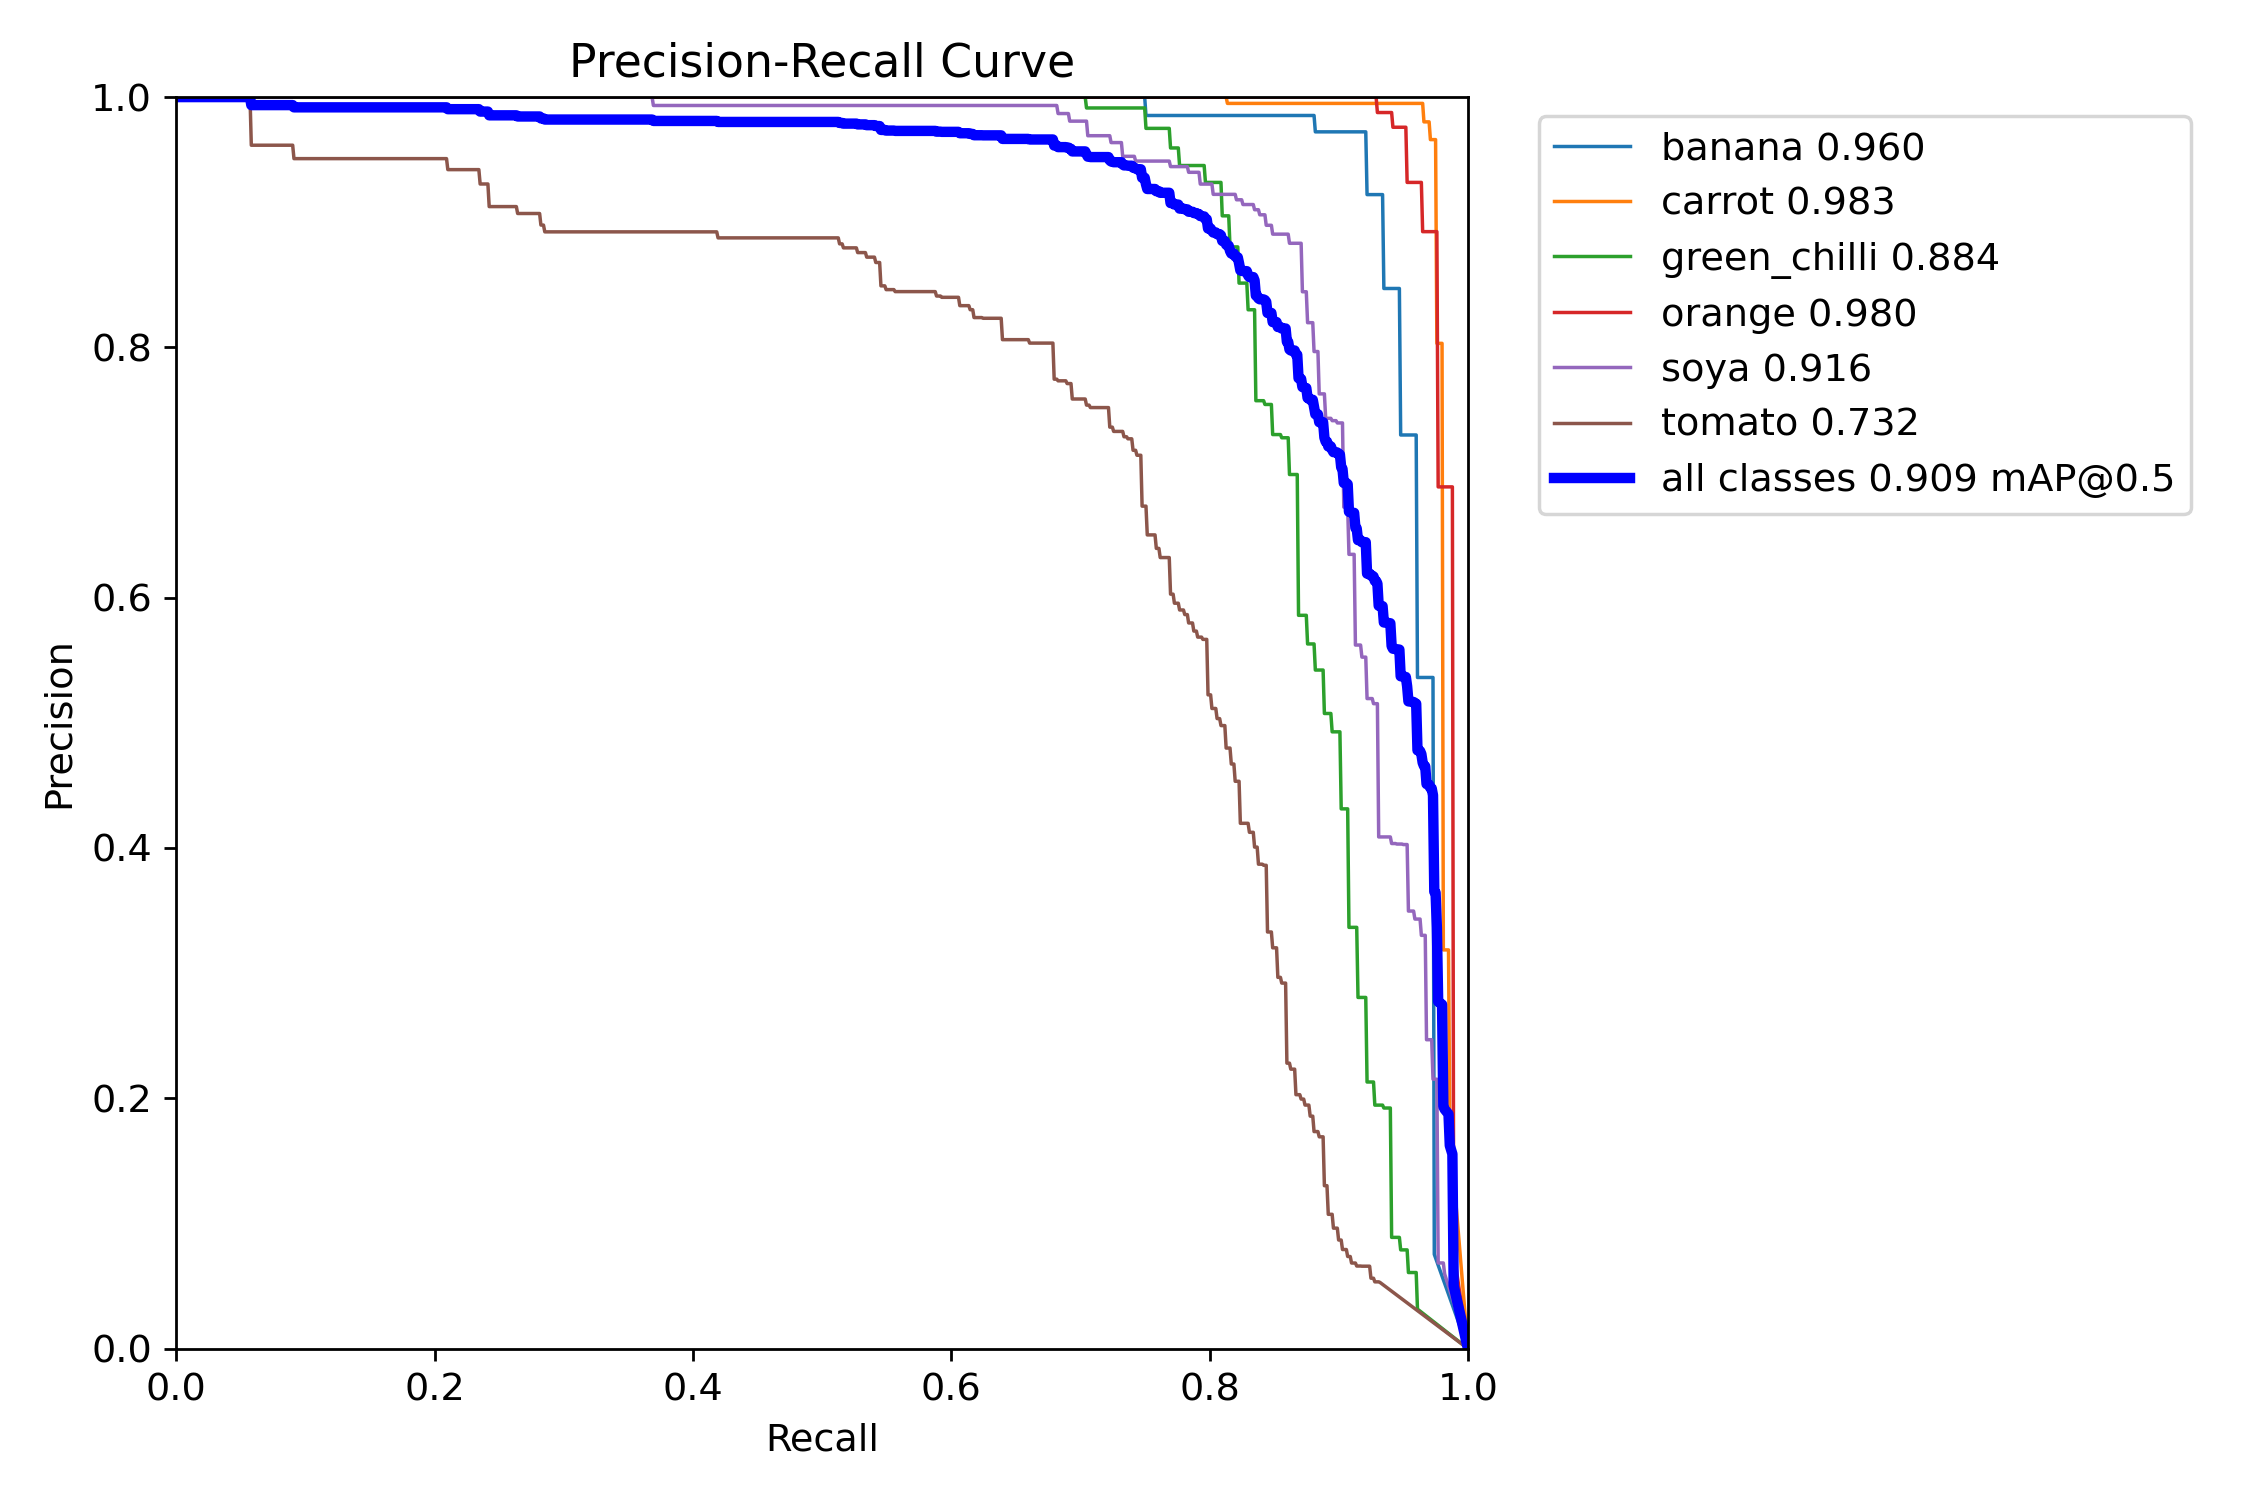 Precision-Recall Curve
1.0
0.8
0.6
0.4
0.2
0.0
Precision
0.0 0.2 0.4 0.6 0.8 1.0
Recall
banana 0.960
carrot 0.983
green_chilli 0.884
orange 0.980
soya 0.916
tomato 0.732
all classes 0.909 mAP@0.5